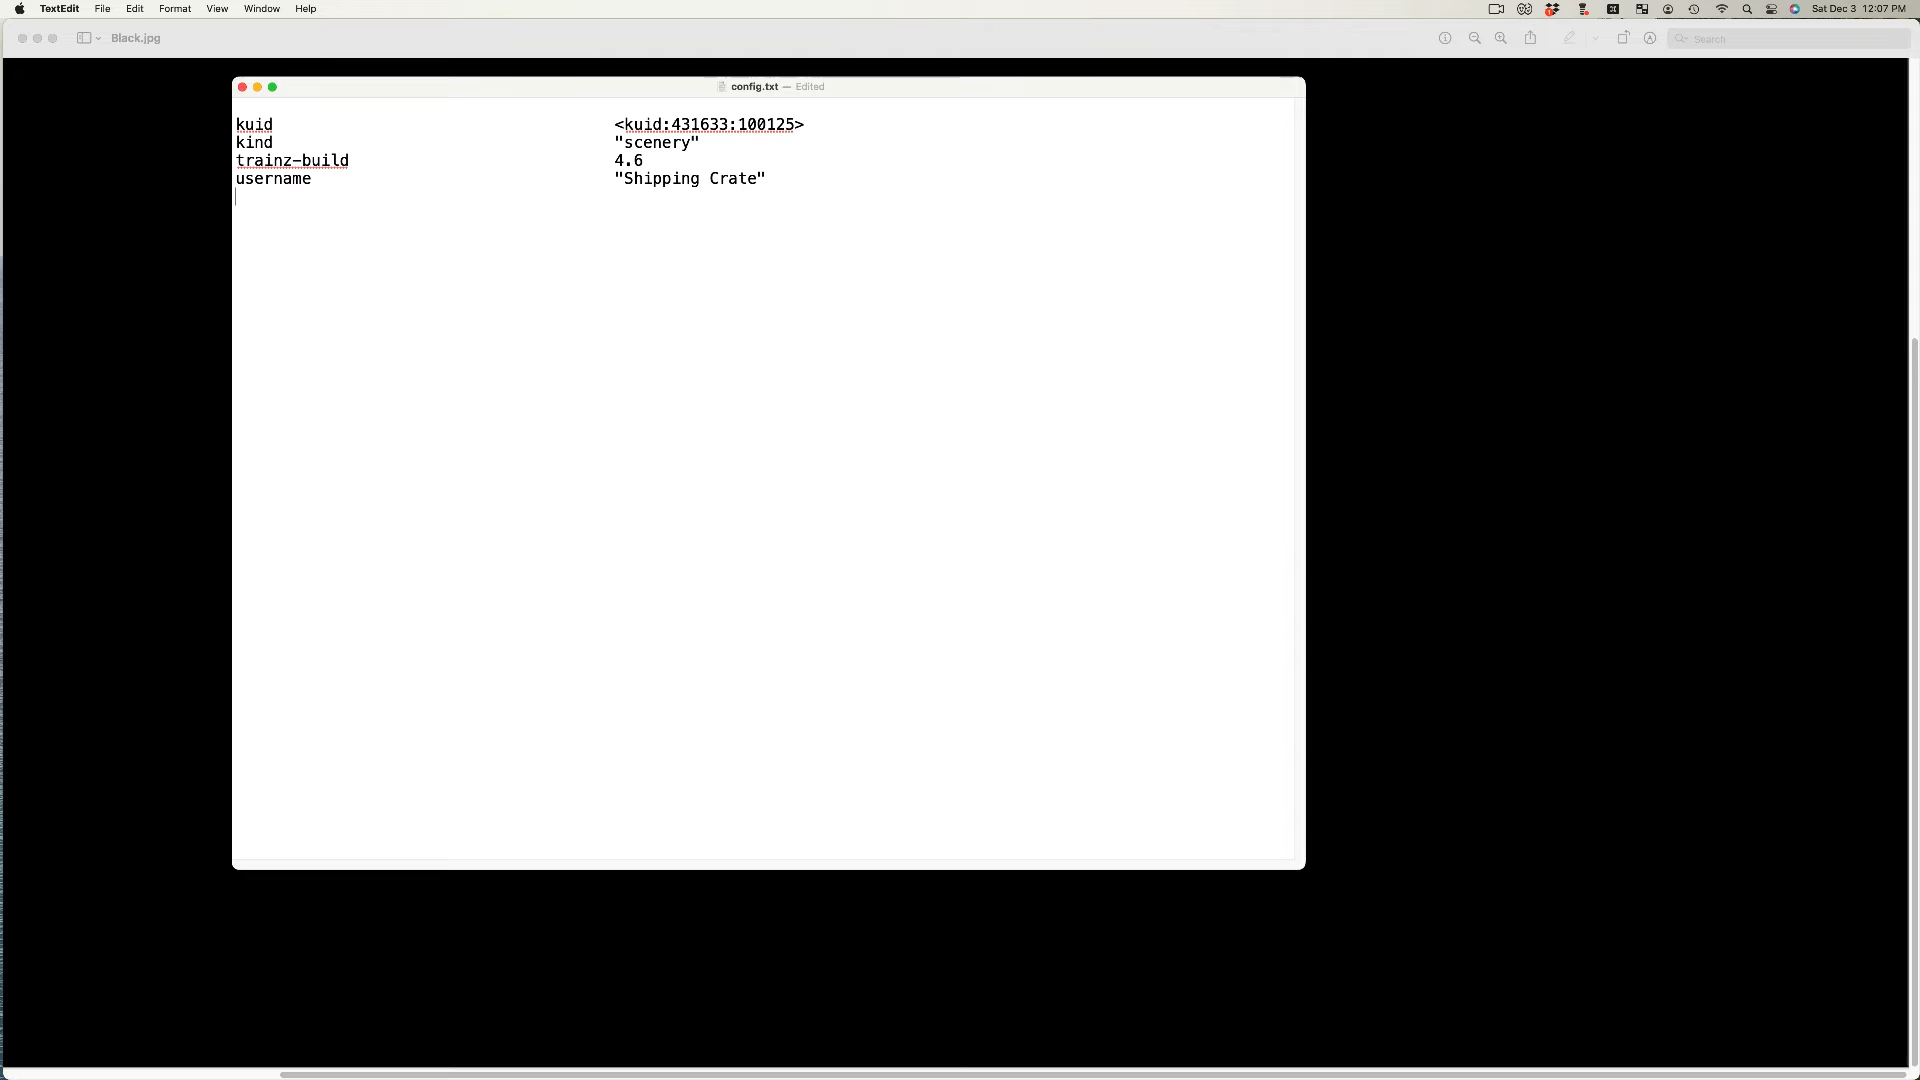 TextEdit File Edit Format View Window Help Sat Dec 3 12:07 PM
Black.jpg Search
config.txt — Edited
kuid <kuid:431633:100125>
kind "scenery"
trainz-build 4.6
username "Shipping Crate"